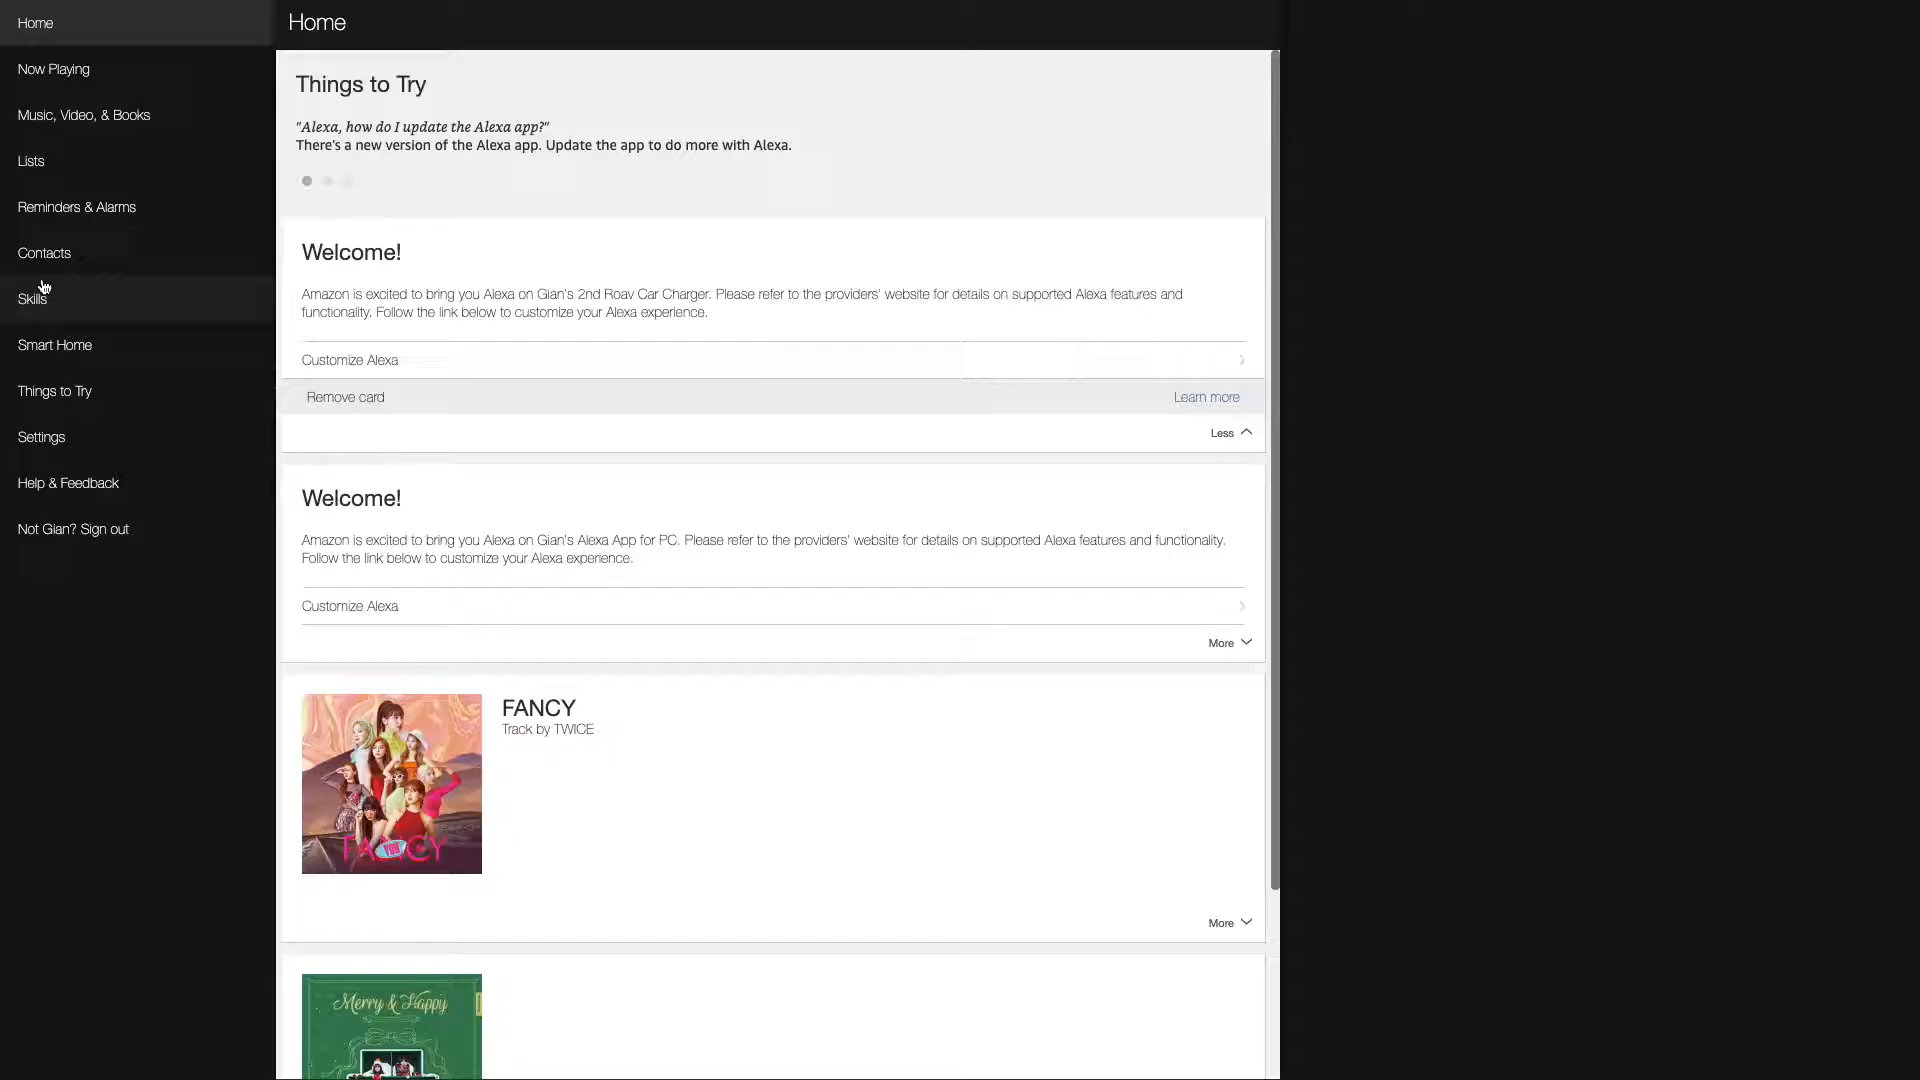 Home
Now Playing
Music, Video, & Books
Lists
Reminders & Alarms
Contacts
Skills
Smart Home
Things to Try
Settings
Help & Feedback
Not Gian? Sign out
Home
Things to Try
"Alexa, how do I update the Alexa app?"
There's a new version of the Alexa app. Update the app to do more with Alexa.
Welcome!
Amazon is excited to bring you Alexa on Gian's 2nd Roav Car Charger. Please refer to the providers' website for details on supported Alexa features and
functionality. Follow the link below to customize your Alexa experience.
Customize Alexa
Remove card
Learn more
Less
Welcome!
Amazon is excited to bring you Alexa on Gian's Alexa App for PC. Please refer to the providers' website for details on supported Alexa features and functionality.
Follow the link below to customize your Alexa experience.
Customize Alexa
More
FANCY
Track by TWICE
FANCY
YOU
More
Merry & Happy